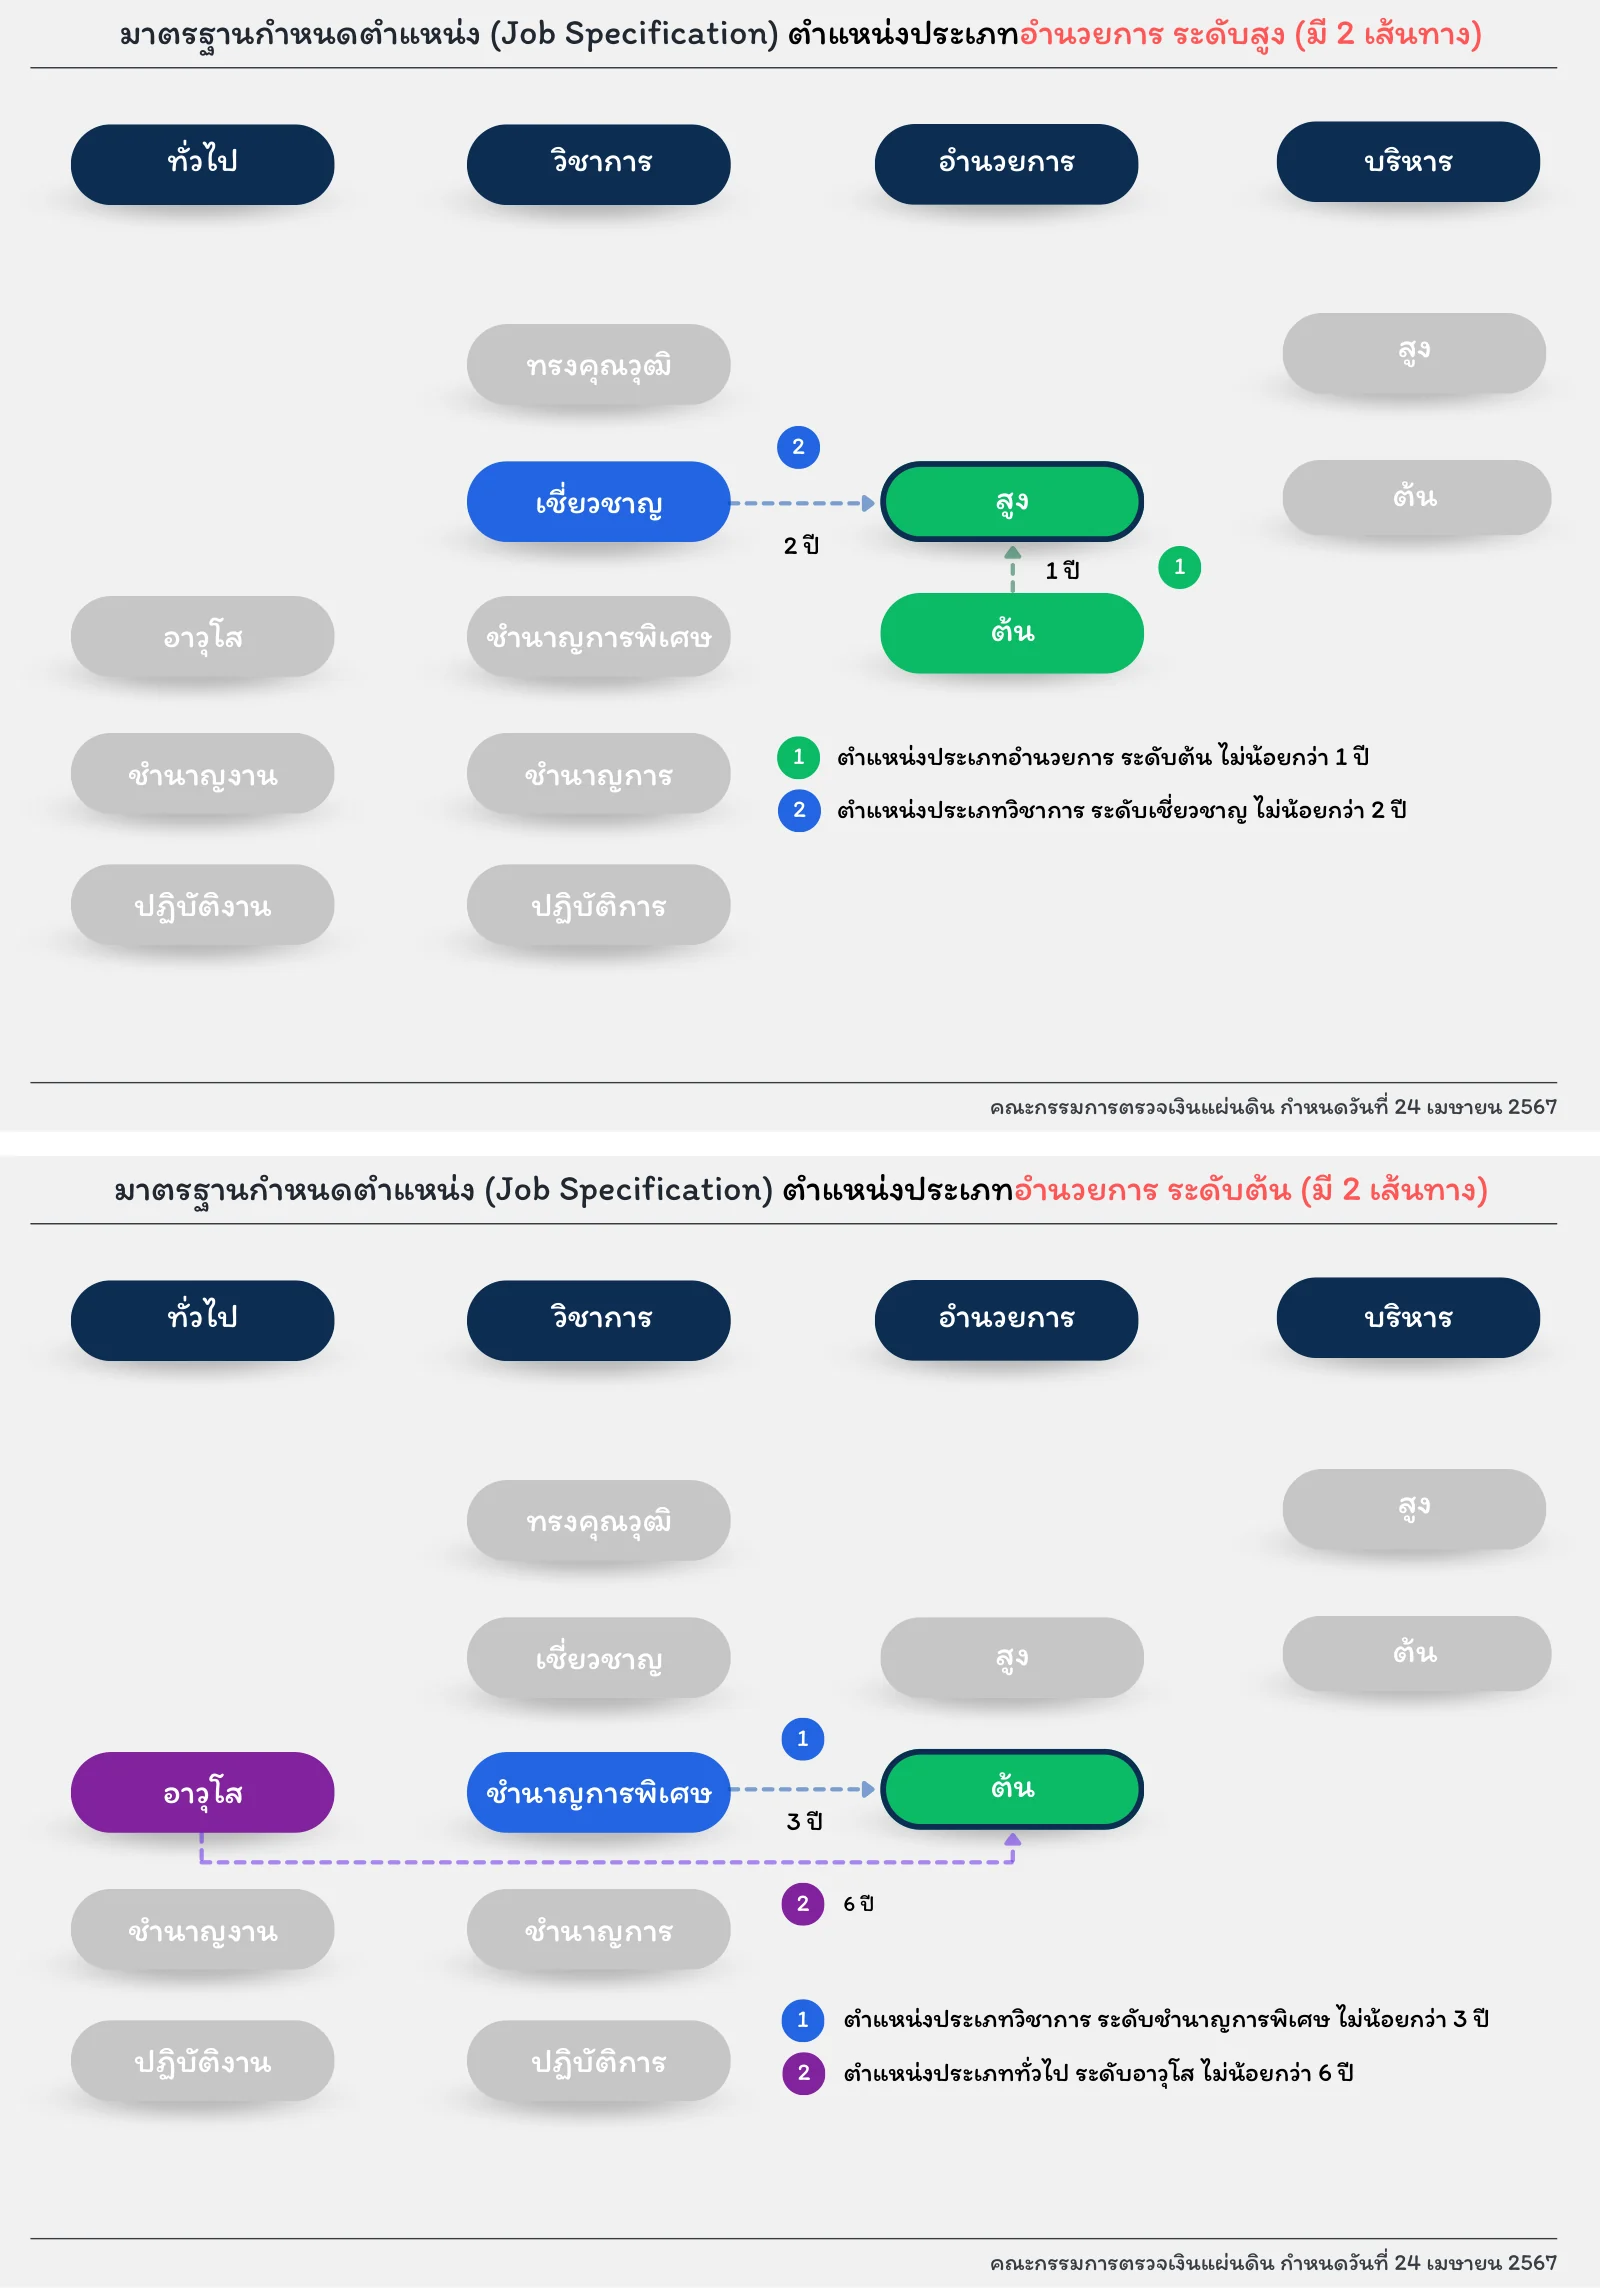 มาตรฐานกำหนดตำแหน่ง (Job Specification) ตำแหน่งประเภทอำนวยการ ระดับสูง (มี 2 เส้นทาง)
ทั่วไป วิชาการ อำนวยการ บริหาร
ทรงคุณวุฒิ สูง
2
เชี่ยวชาญ สูง ต้น
2 ปี
1 ปี 1
อาวุโส ชำนาญการพิเศษ ต้น
ชำนาญงาน ชำนาญการ
1 ตำแหน่งประเภทอำนวยการ ระดับต้น ไม่น้อยกว่า 1 ปี
2 ตำแหน่งประเภทวิชาการ ระดับเชี่ยวชาญ ไม่น้อยกว่า 2 ปี
ปฏิบัติงาน ปฏิบัติการ
คณะกรรมการตรวจเงินแผ่นดิน กำหนดวันที่ 24 เมษายน 2567
มาตรฐานกำหนดตำแหน่ง (Job Specification) ตำแหน่งประเภทอำนวยการ ระดับต้น (มี 2 เส้นทาง)
ทั่วไป วิชาการ อำนวยการ บริหาร
ทรงคุณวุฒิ สูง
เชี่ยวชาญ สูง ต้น
1
อาวุโส ชำนาญการพิเศษ ต้น
3 ปี
2 6 ปี
ชำนาญงาน ชำนาญการ
1 ตำแหน่งประเภทวิชาการ ระดับชำนาญการพิเศษ ไม่น้อยกว่า 3 ปี
2 ตำแหน่งประเภททั่วไป ระดับอาวุโส ไม่น้อยกว่า 6 ปี
ปฏิบัติงาน ปฏิบัติการ
คณะกรรมการตรวจเงินแผ่นดิน กำหนดวันที่ 24 เมษายน 2567